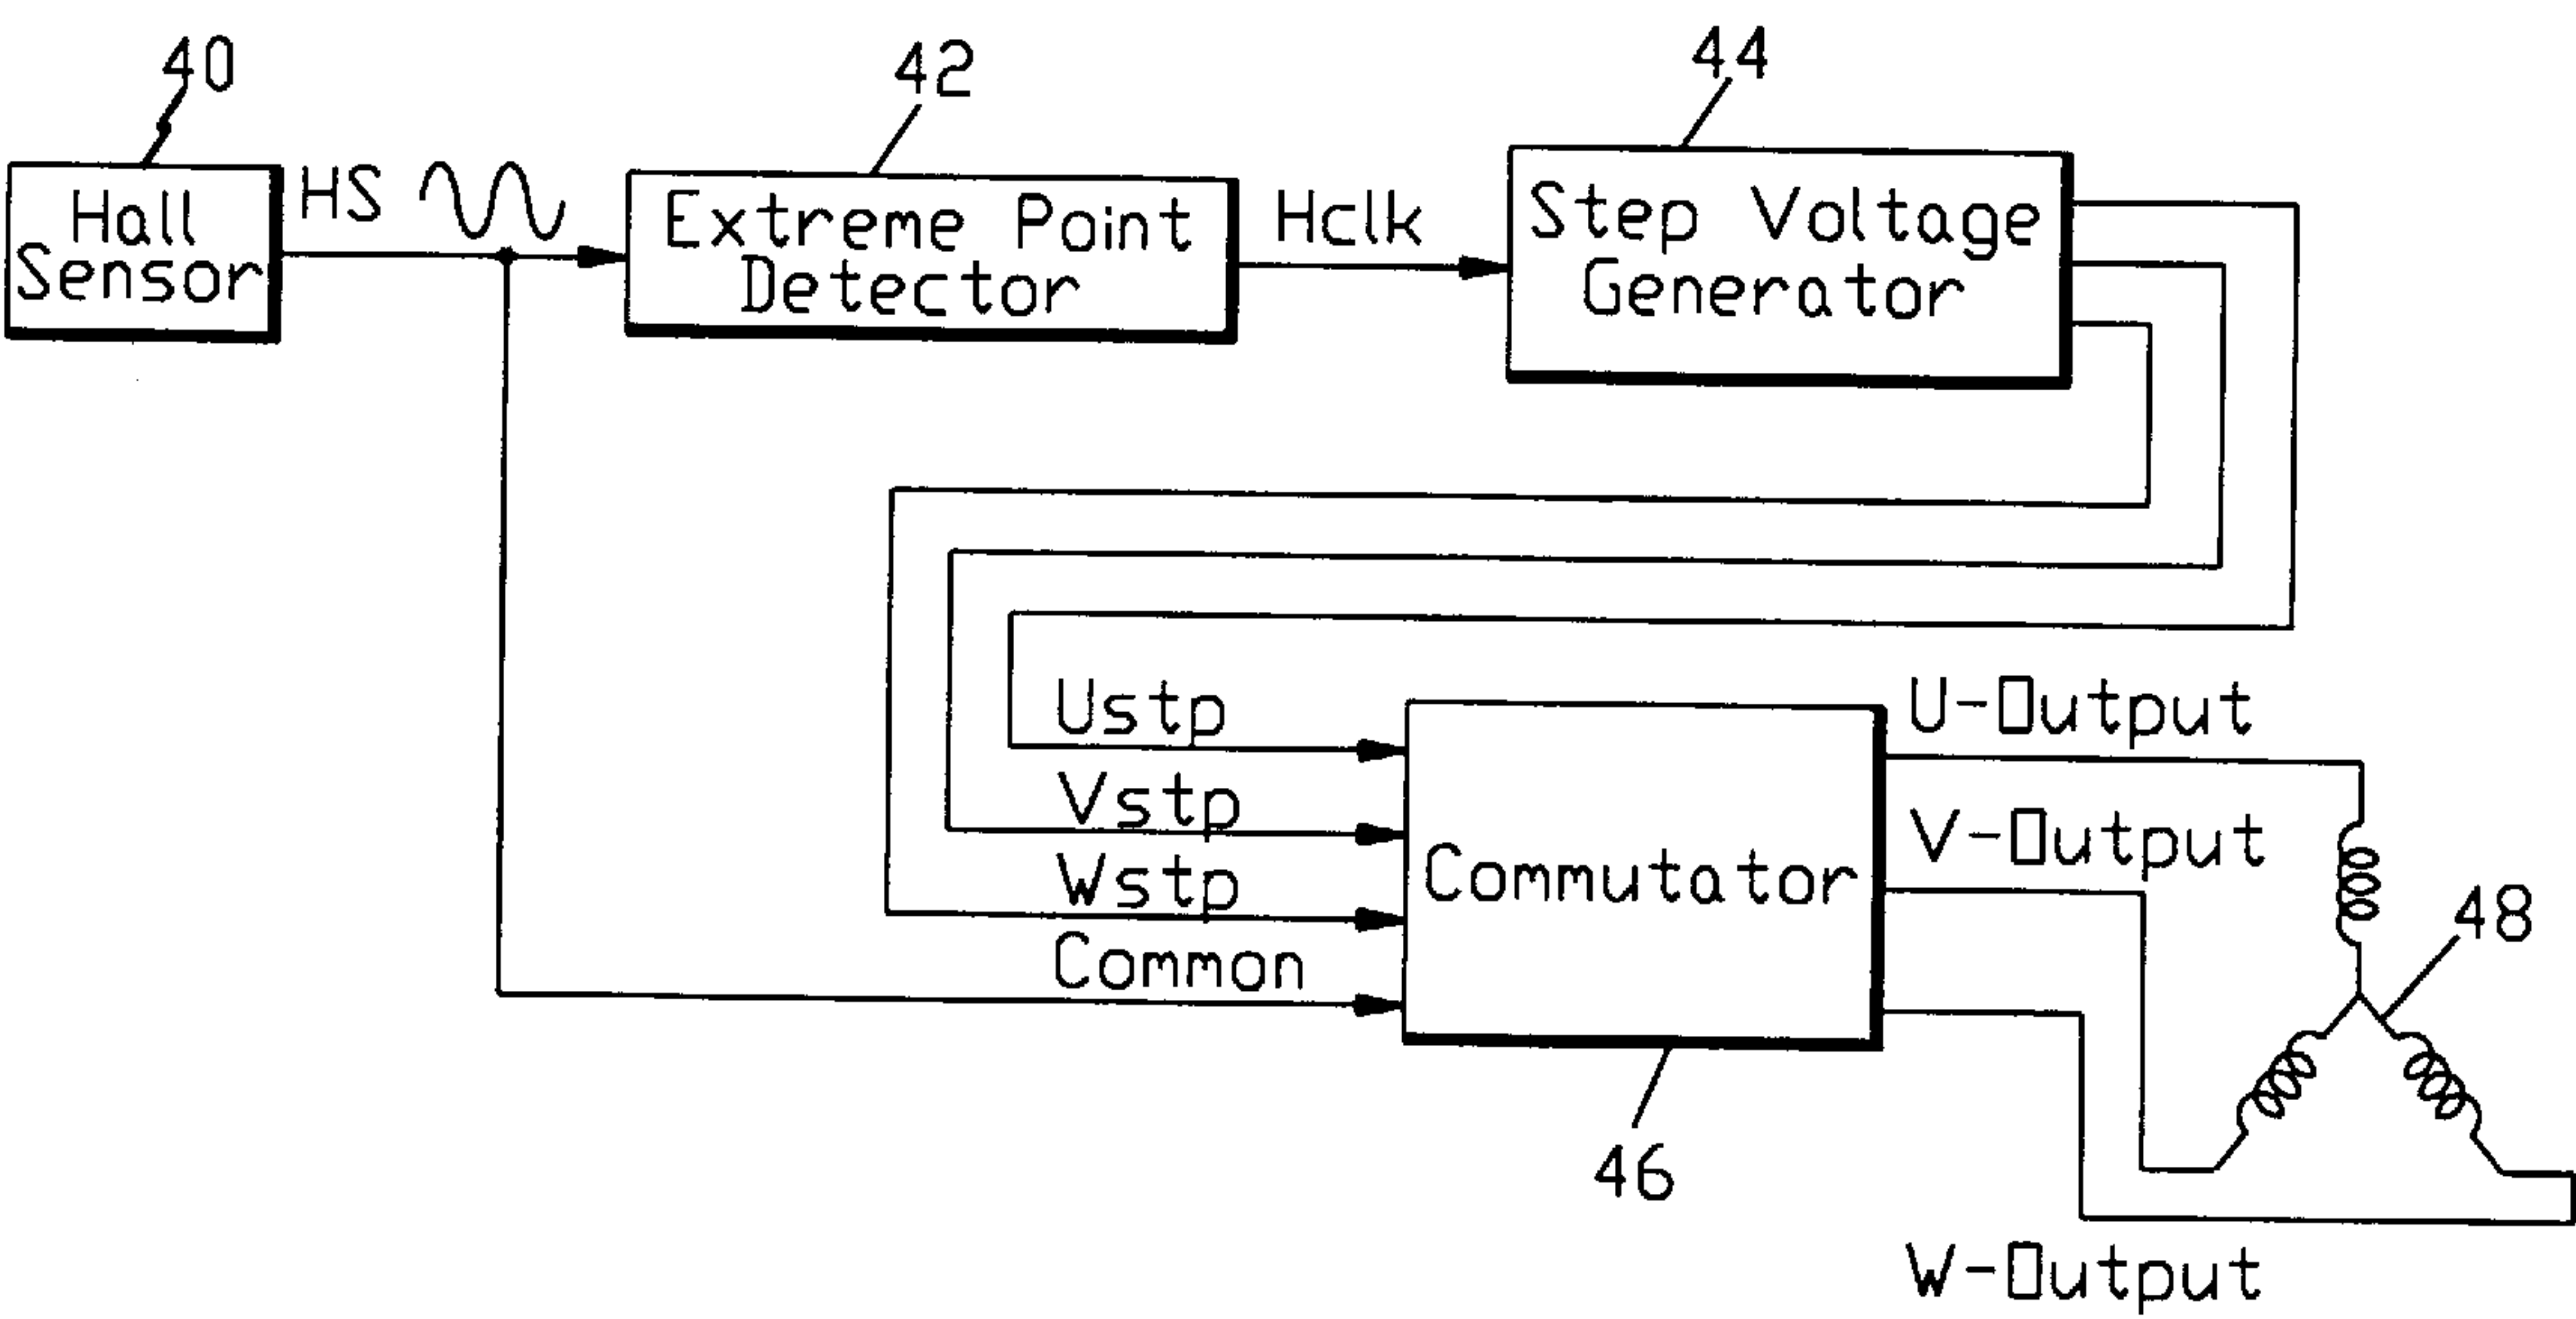 40
42
44
Hall
Sensor
HS
Extreme Point
Detector
Hclk
Step Voltage
Generator
Ustp
Vstp
Wstp
Common
Commutator
U-Output
V-Output
48
46
W-Output